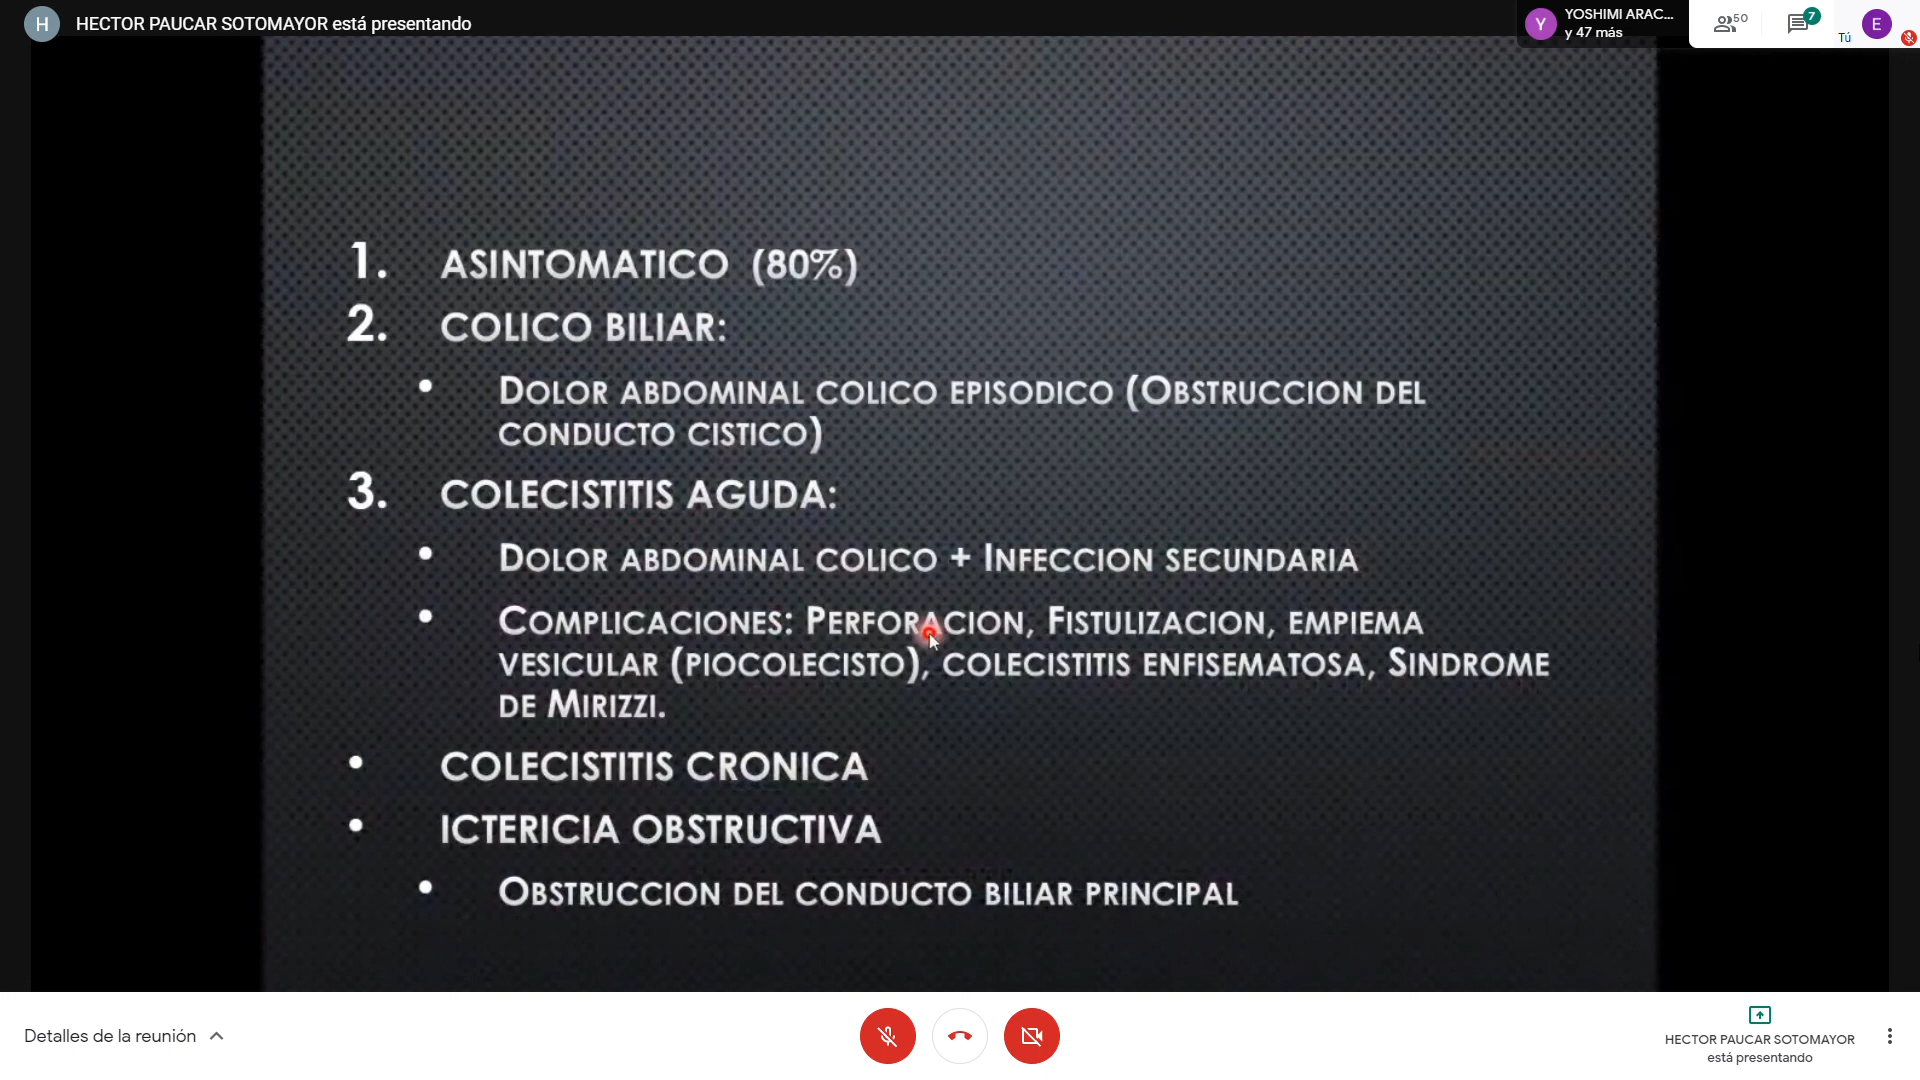 H HECTOR PAUCAR SOTOMAYOR está presentando
Y YOSHIMI ARAC...
y 47 más
50
7
Tú
E
1. ASINTOMATICO (80%)
2. COLICO BILIAR:
• DOLOR ABDOMINAL COLICO EPISODICO (OBSTRUCCION DEL
CONDUCTO CISTICO)
3. COLECISTITIS AGUDA:
• DOLOR ABDOMINAL COLICO + INFECCION SECUNDARIA
• COMPLICACIONES: PERFORACION, FISTULIZACION, EMPIEMA
VESICULAR (PIOCOLECISTO), COLECISTITIS ENFISEMATOSA, SINDROME
DE MIRIZZI.
• COLECISTITIS CRONICA
• ICTERICIA OBSTRUCTIVA
• OBSTRUCCION DEL CONDUCTO BILIAR PRINCIPAL
Detalles de la reunión
HECTOR PAUCAR SOTOMAYOR
está presentando